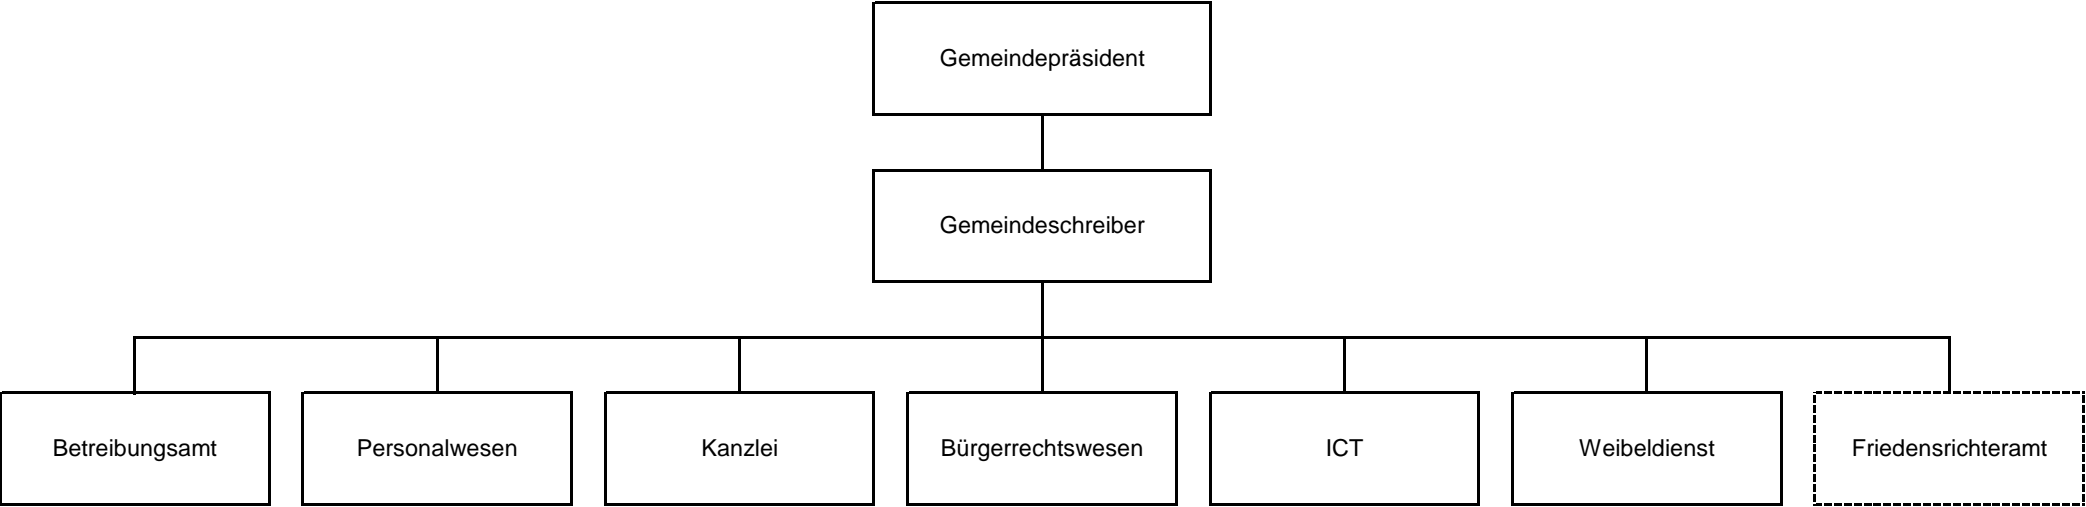 Gemeindepräsident
Gemeindeschreiber
Betreibungsamt
Personalwesen
Kanzlei
Bürgerrechtswesen
ICT
Weibeldienst
Friedensrichteramt